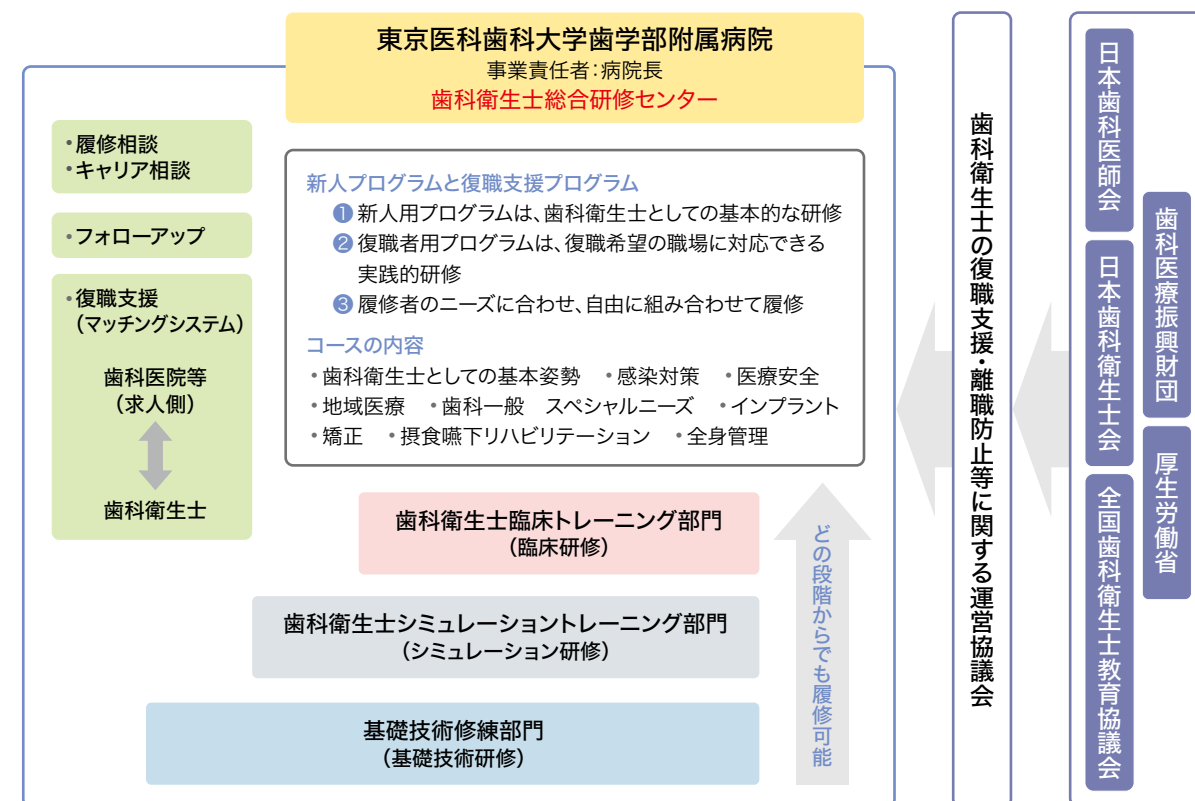 東京医科歯科大学歯学部附属病院
事業責任者：病院長
歯科衛生士総合研修センター
・履修相談
・キャリア相談
・フォローアップ
・復職支援
（マッチングシステム）
歯科医院等
（求人側）
歯科衛生士
新人プログラムと復職支援プログラム
❶ 新人用プログラムは、歯科衛生士としての基本的な研修
❷ 復職者用プログラムは、復職希望の職場に対応できる
実践的研修
❸ 履修者のニーズに合わせ、自由に組み合わせて履修
コースの内容
・歯科衛生士としての基本姿勢　・感染対策　・医療安全
・地域医療　・歯科一般　スペシャルニーズ　・インプラント
・矯正　・摂食嚥下リハビリテーション　・全身管理
歯科衛生士臨床トレーニング部門
（臨床研修）
歯科衛生士シミュレーショントレーニング部門
（シミュレーション研修）
基礎技術修練部門
（基礎技術研修）
どの段階からでも履修可能
歯科衛生士の復職支援・離職防止等に関する運営協議会
日本歯科医師会
日本歯科衛生士会
全国歯科衛生士教育協議会
歯科医療振興財団
厚生労働省